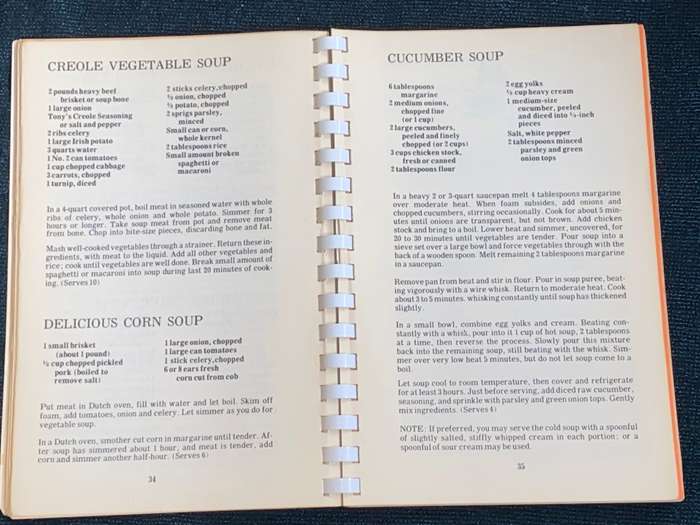 CREOLE VEGETABLE SOUP
2 pounds heavy beef
brisket or soup bone
1 large onion
Tony's Creole Seasoning
or salt and pepper
2 ribs celery
1 large Irish potato
3 quarts water
1 No. 2 can tomatoes
1 cup chopped cabbage
3 carrots, chopped
1 turnip, diced
2 sticks celery, chopped
½ onion, chopped
potato, chopped
2 sprigs parsley,
minced
Small can or corn,
whole kernel
2 tablespoons rice
Small amount broken
spaghetti or
macaroni
In a 4-quart covered pot, boil meat in seasoned water with whole
ribs of celery, whole onion and whole potato. Simmer for 3
hours or longer. Take soup meat from pot and remove meat
from bone. Chop into bite-size pieces, discarding bone and fat.
Mash well-cooked vegetables through a strainer. Return these in-
gredients, with meat to the liquid. Add all other vegetables and
rice; cook until vegetables are well done. Break small amount of
spaghetti or macaroni into soup during last 20 minutes of cook-
ing. (Serves 10)
DELICIOUS CORN SOUP
1 small brisket
(about 1 pound)
cup chopped pickled
pork (boiled to
remove salt)
1 large onion, chopped
1 large can tomatoes
1 stick celery, chopped
6 or 8 ears fresh
corn cut from cob
Put meat in Dutch oven, fill with water and let boil. Skim off
foam, add tomatoes, onion and celery. Let simmer as you do for
vegetable soup.
In a Dutch oven, smother cut corn in margarine until tender. Af-
ter soup has simmered about 1 hour, and meat is tender, add
corn and simmer another half-hour. (Serves 6)
34
CUCUMBER SOUP
6 tablespoons
margarine
2 medium onions,
chopped fine
(or 1 cup)
2 large cucumbers,
peeled and finely
chopped (or 2 cups)
3 cups chicken stock,
fresh or canned
2 tablespoons flour
2 egg yolks
cup heavy cream
1 medium-size
cucumber, peeled
and diced into ¼-inch
pieces
Salt, white pepper
2 tablespoons minced
parsley and green
onion tops
In a heavy 2 or 3-quart saucepan melt 4 tablespoons margarine
over moderate heat. When foam subsides, add onions and
chopped cucumbers, stirring occasionally. Cook for about 5 min-
utes until onions are transparent, but not brown. Add chicken
stock and bring to a boil. Lower heat and simmer, uncovered, for
20 to 30 minutes until vegetables are tender. Pour soup into a
sieve set over a large bowl and force vegetables through with the
back of a wooden spoon. Melt remaining 2 tablespoons margarine
in a saucepan.
Remove pan from heat and stir in flour. Pour in soup puree, beat-
ing vigorously with a wire whisk. Return to moderate heat. Cook
about 3 to 5 minutes, whisking constantly until soup has thickened
slightly.
In a small bowl, combine egg yolks and cream. Beating con-
stantly with a whisk, pour into it 1 cup of hot soup, 2 tablespoons
at a time, then reverse the process. Slowly pour this mixture
back into the remaining soup, still beating with the whisk. Sim-
mer over very low heat 5 minutes, but do not let soup come to a
boil.
Let soup cool to room temperature, then cover and refrigerate
for at least 3 hours. Just before serving, add diced raw cucumber,
seasoning, and sprinkle with parsley and green onion tops. Gently
mix ingredients. (Serves 4)
NOTE: If preferred, you may serve the cold soup with a spoonful
of slightly salted, stiffly whipped cream in each portion; or a
spoonful of sour cream may be used.
35